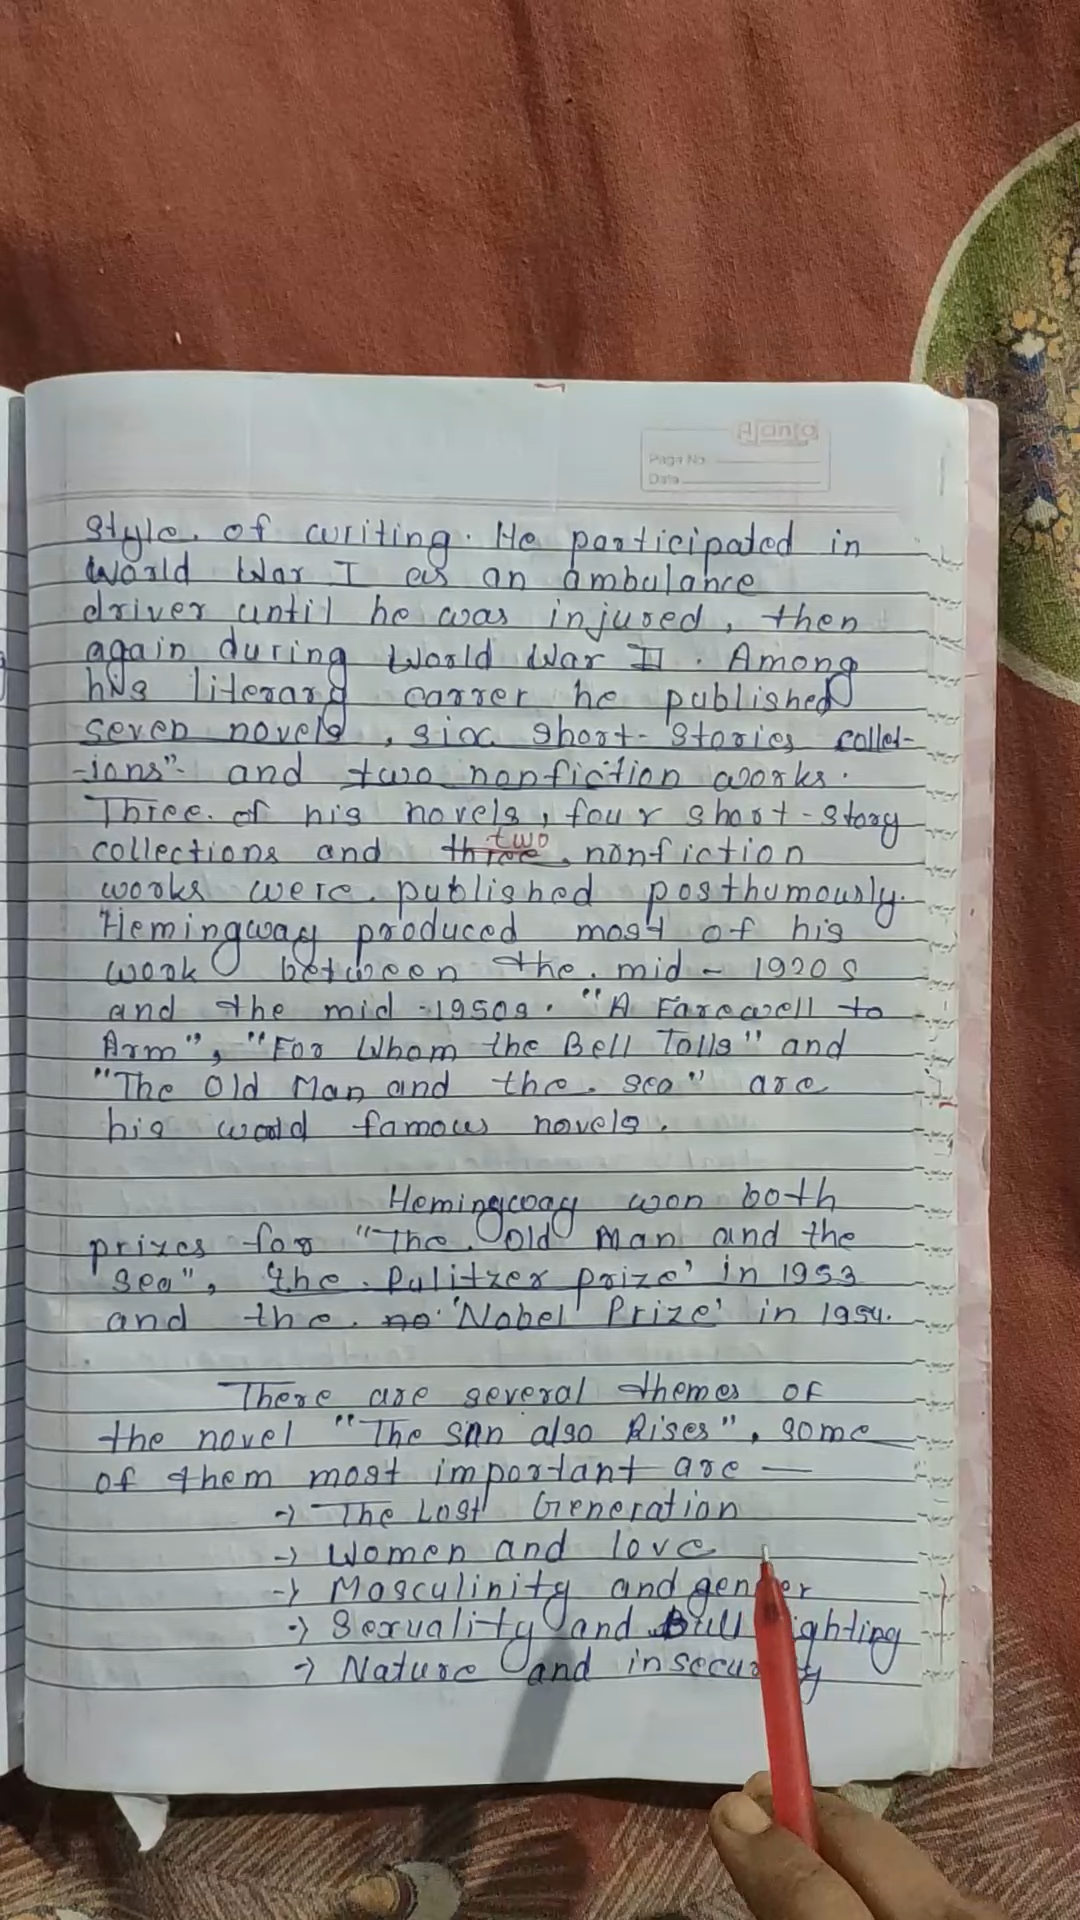 Ajanta
Page No.
Date
style of writing. He participated in
World War I as an ambulance
driver until he was injured, then
again during World War II. Among
his literary carrer he published
seven novels, six short-stories collet-
-ions" and two nonfiction works.
Three of his novels, four short-story
collections and three two nonfiction
works were published posthumously.
Hemingway produced most of his
work between the mid - 1920s
and the mid -1950s. "A Farewell to
Arm", "For Whom the Bell Tolls" and
"The Old Man and the sea" are
his world famous novels.
Hemingway won both
prizes for "The Old Man and the
Sea", 'the Pulitzer prize' in 1953
and the no 'Nobel Prize' in 1954.
There are several themes of
the novel "The Sun also Rises", some
of them most important are —
→ The Lost Generation
→ Women and love
→ Masculinity and gender
→ Sexuality and Bull fighting
→ Nature and insecurity